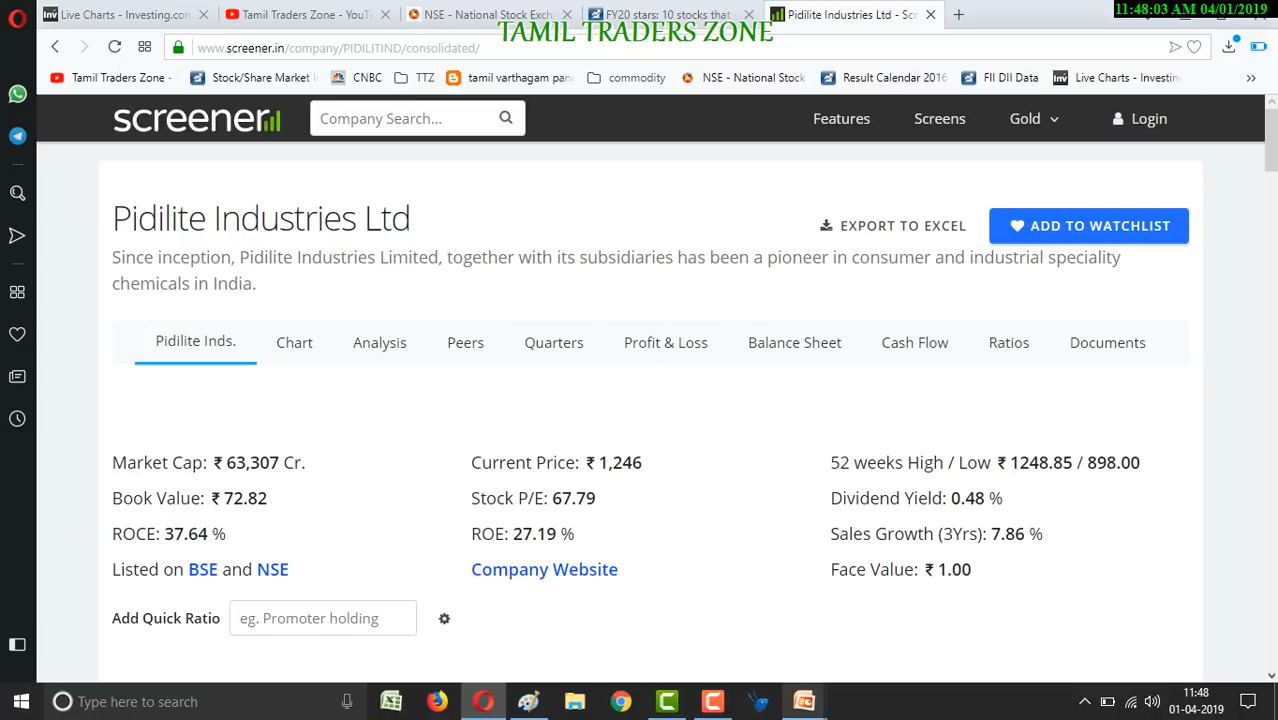 Live Charts - Investing.com
Tamil Traders Zone - YouT
NSE - National Stock Exch
FY20 stars: 10 stocks that
Pidilite Industries Ltd - Scr
11:48:03 AM 04/01/2019
TAMIL TRADERS ZONE
www.screener.in/company/PIDILITIND/consolidated/
Tamil Traders Zone -
Stock/Share Market I
CNBC
TTZ
tamil varthagam pan
commodity
NSE - National Stock
Result Calendar 2016
FII DII Data
Live Charts - Investin
screener
Company Search...
Features
Screens
Gold
Login
Pidilite Industries Ltd
EXPORT TO EXCEL
ADD TO WATCHLIST
Since inception, Pidilite Industries Limited, together with its subsidiaries has been a pioneer in consumer and industrial speciality
chemicals in India.
Pidilite Inds.
Chart
Analysis
Peers
Quarters
Profit & Loss
Balance Sheet
Cash Flow
Ratios
Documents
Market Cap: ₹ 63,307 Cr.
Current Price: ₹ 1,246
52 weeks High / Low ₹ 1248.85 / 898.00
Book Value: ₹ 72.82
Stock P/E: 67.79
Dividend Yield: 0.48 %
ROCE: 37.64 %
ROE: 27.19 %
Sales Growth (3Yrs): 7.86 %
Listed on BSE and NSE
Company Website
Face Value: ₹ 1.00
Add Quick Ratio
eg. Promoter holding
Type here to search
11:48
01-04-2019